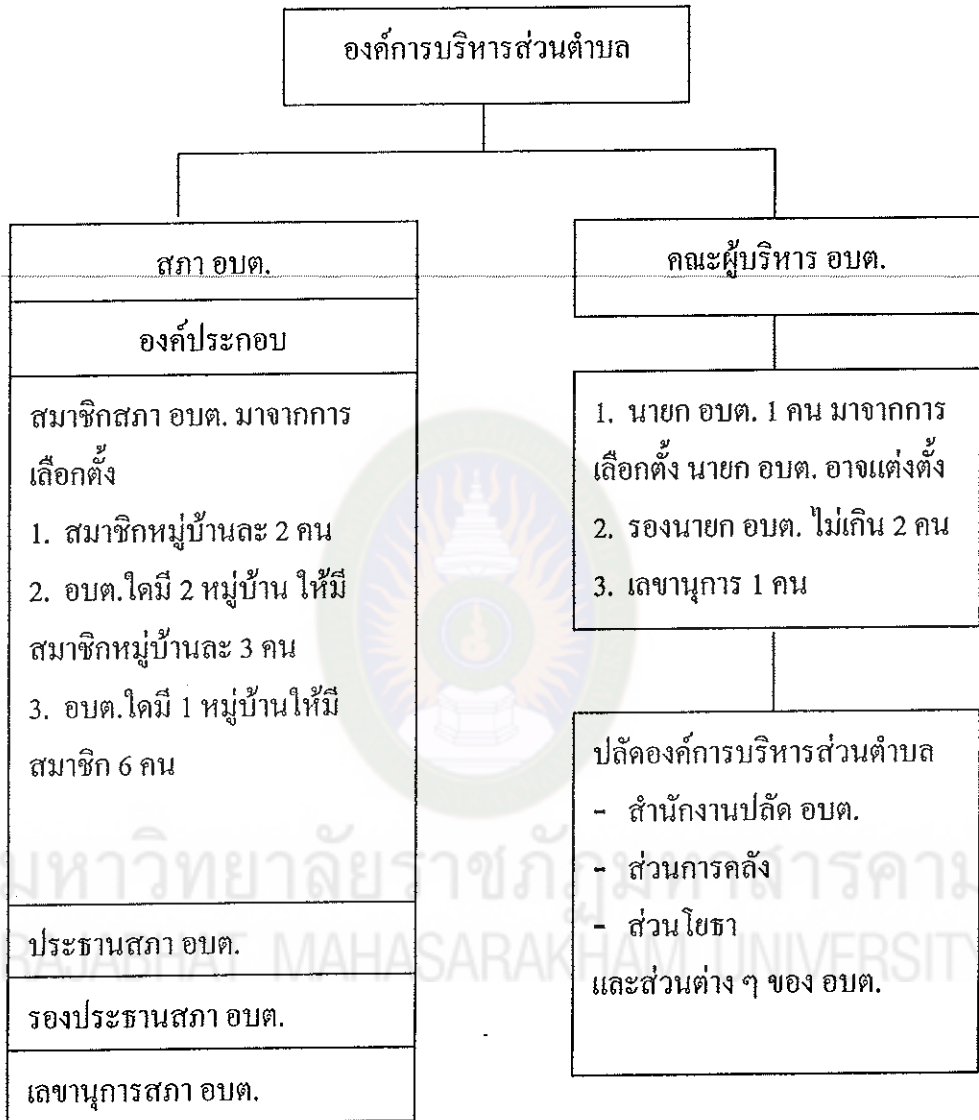 องค์การบริหารส่วนตำบล
สภา อบต.
องค์ประกอบ
สมาชิกสภา อบต. มาจากการ
เลือกตั้ง
1. สมาชิกหมู่บ้านละ 2 คน
2. อบต.ใดมี 2 หมู่บ้าน ให้มี
สมาชิกหมู่บ้านละ 3 คน
3. อบต.ใดมี 1 หมู่บ้านให้มี
สมาชิก 6 คน
ประธานสภา อบต.
รองประธานสภา อบต.
เลขานุการสภา อบต.
คณะผู้บริหาร อบต.
1. นายก อบต. 1 คน มาจากการ
เลือกตั้ง นายก อบต. อาจแต่งตั้ง
2. รองนายก อบต. ไม่เกิน 2 คน
3. เลขานุการ 1 คน
ปลัดองค์การบริหารส่วนตำบล
- สำนักงานปลัด อบต.
- ส่วนการคลัง
- ส่วนโยธา
และส่วนต่าง ๆ ของ อบต.
มหาวิทยาลัยราชภัฏมหาสารคาม
RAJABHAT MAHASARAKHAM UNIVERSITY